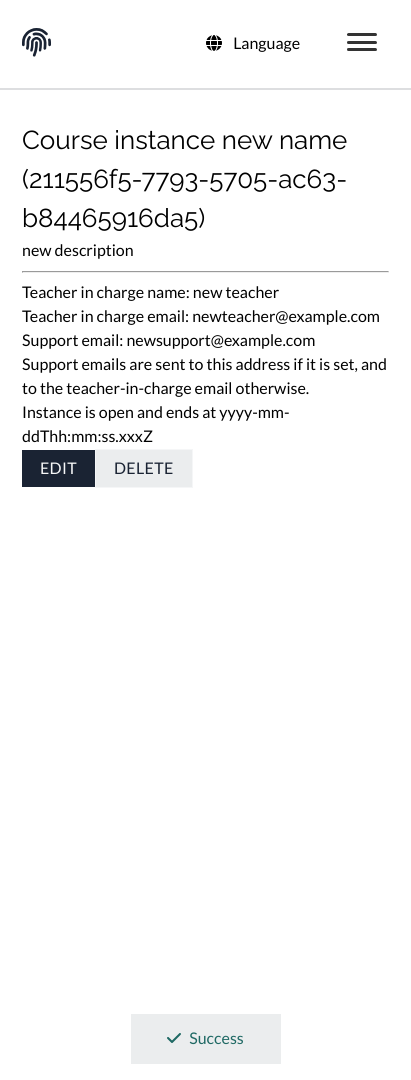 Language
Course instance new name
(211556f5-7793-5705-ac63-
b84465916da5)
new description
Teacher in charge name: new teacher
Teacher in charge email: newteacher@example.com
Support email: newsupport@example.com
Support emails are sent to this address if it is set, and
to the teacher-in-charge email otherwise.
Instance is open and ends at yyyy-mm-
ddThh:mm:ss.xxxZ
EDIT DELETE
Success